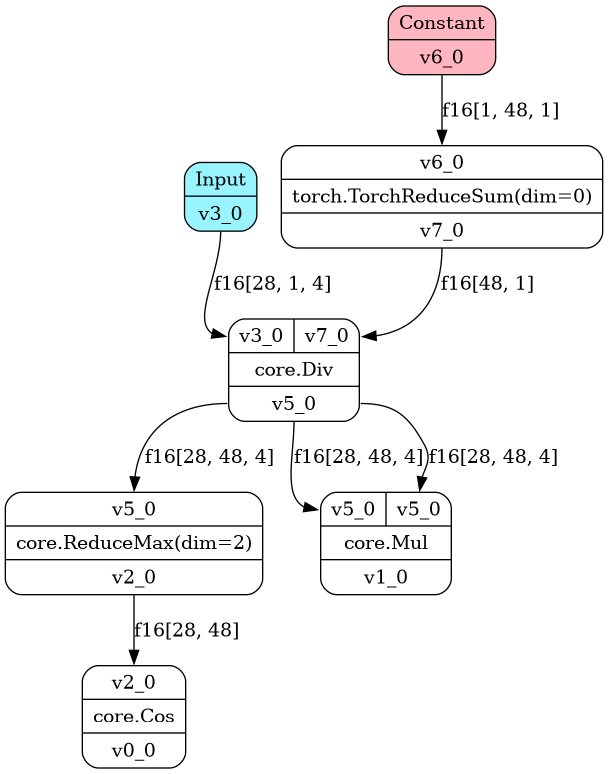 Constant
v6_0
f16[1, 48, 1]
v6_0
torch.TorchReduceSum(dim=0)
v7_0
Input
v3_0
f16[28, 1, 4]
f16[48, 1]
v3_0 v7_0
core.Div
v5_0
f16[28, 48, 4]
f16[28, 48, 4]
f16[28, 48, 4]
v5_0
core.ReduceMax(dim=2)
v2_0
v5_0 v5_0
core.Mul
v1_0
f16[28, 48]
v2_0
core.Cos
v0_0